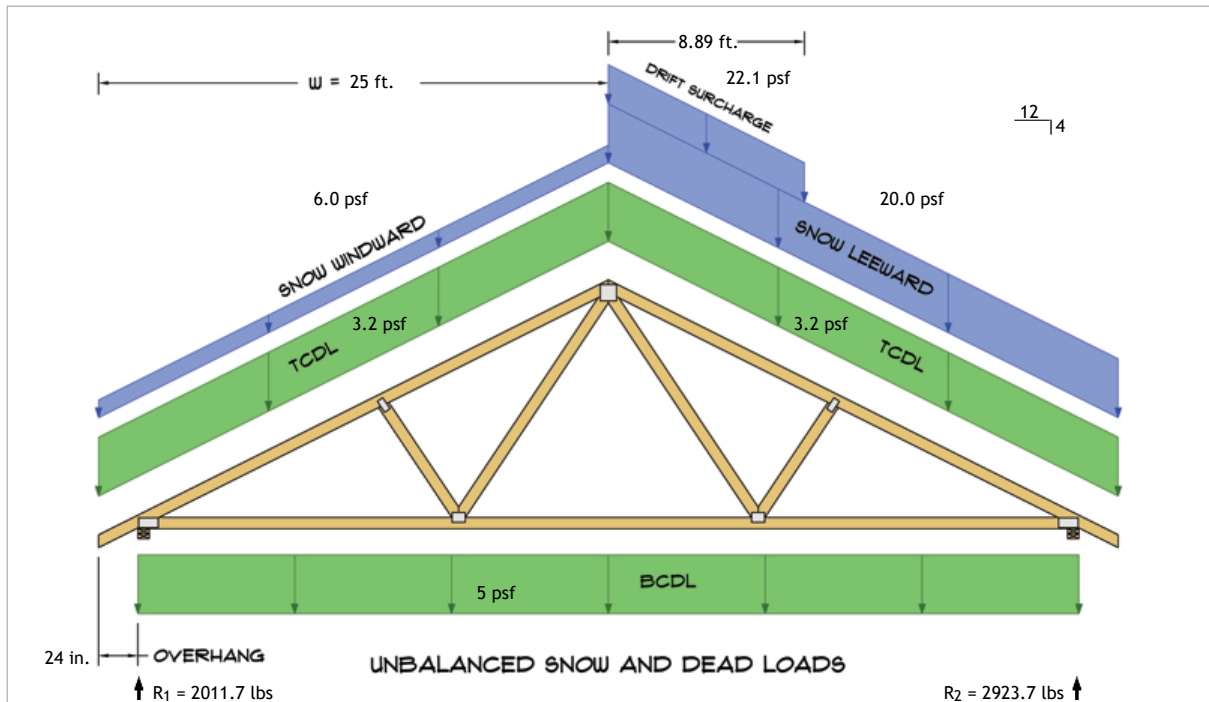 8.89 ft.
W = 25 ft.
DRIFT SURCHARGE
22.1 psf
12
4
6.0 psf
20.0 psf
SNOW WINDWARD
SNOW LEEWARD
3.2 psf
3.2 psf
TCDL
TCDL
5 psf
BCDL
24 in.
OVERHANG
UNBALANCED SNOW AND DEAD LOADS
R1 = 2011.7 lbs
R2 = 2923.7 lbs